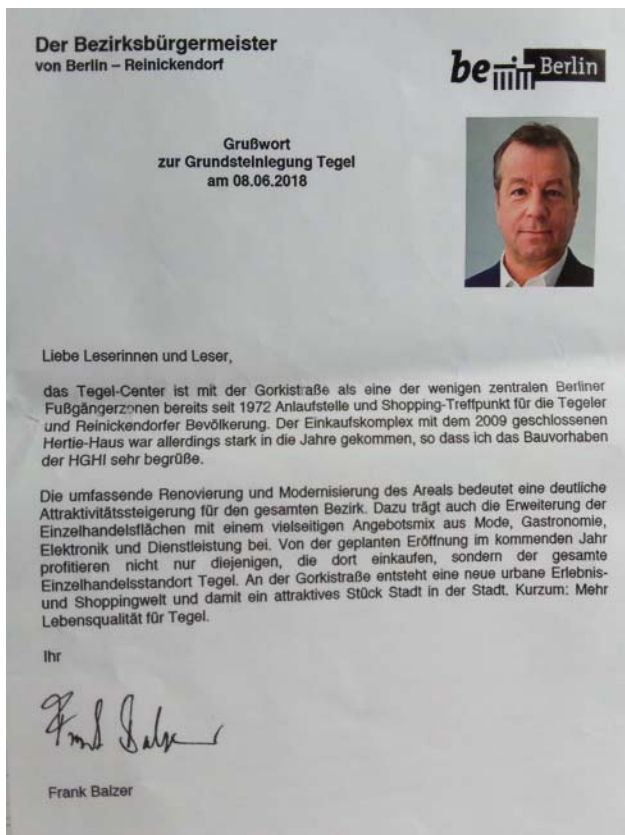 Der Bezirksbürgermeister
von Berlin – Reinickendorf
be Berlin
Grußwort
zur Grundsteinlegung Tegel
am 08.06.2018
Liebe Leserinnen und Leser,
das Tegel-Center ist mit der Gorkistraße als eine der wenigen zentralen Berliner
Fußgängerzonen bereits seit 1972 Anlaufstelle und Shopping-Treffpunkt für die Tegeler
und Reinickendorfer Bevölkerung. Der Einkaufskomplex mit dem 2009 geschlossenen
Hertie-Haus war allerdings stark in die Jahre gekommen, so dass ich das Bauvorhaben
der HGHI sehr begrüße.
Die umfassende Renovierung und Modernisierung des Areals bedeutet eine deutliche
Attraktivitätssteigerung für den gesamten Bezirk. Dazu trägt auch die Erweiterung der
Einzelhandelsflächen mit einem vielseitigen Angebotsmix aus Mode, Gastronomie,
Elektronik und Dienstleistung bei. Von der geplanten Eröffnung im kommenden Jahr
profitieren nicht nur diejenigen, die dort einkaufen, sondern der gesamte
Einzelhandelsstandort Tegel. An der Gorkistraße entsteht eine neue urbane Erlebnis-
und Shoppingwelt und damit ein attraktives Stück Stadt in der Stadt. Kurzum: Mehr
Lebensqualität für Tegel.
Ihr
Frank Balzer
Frank Balzer